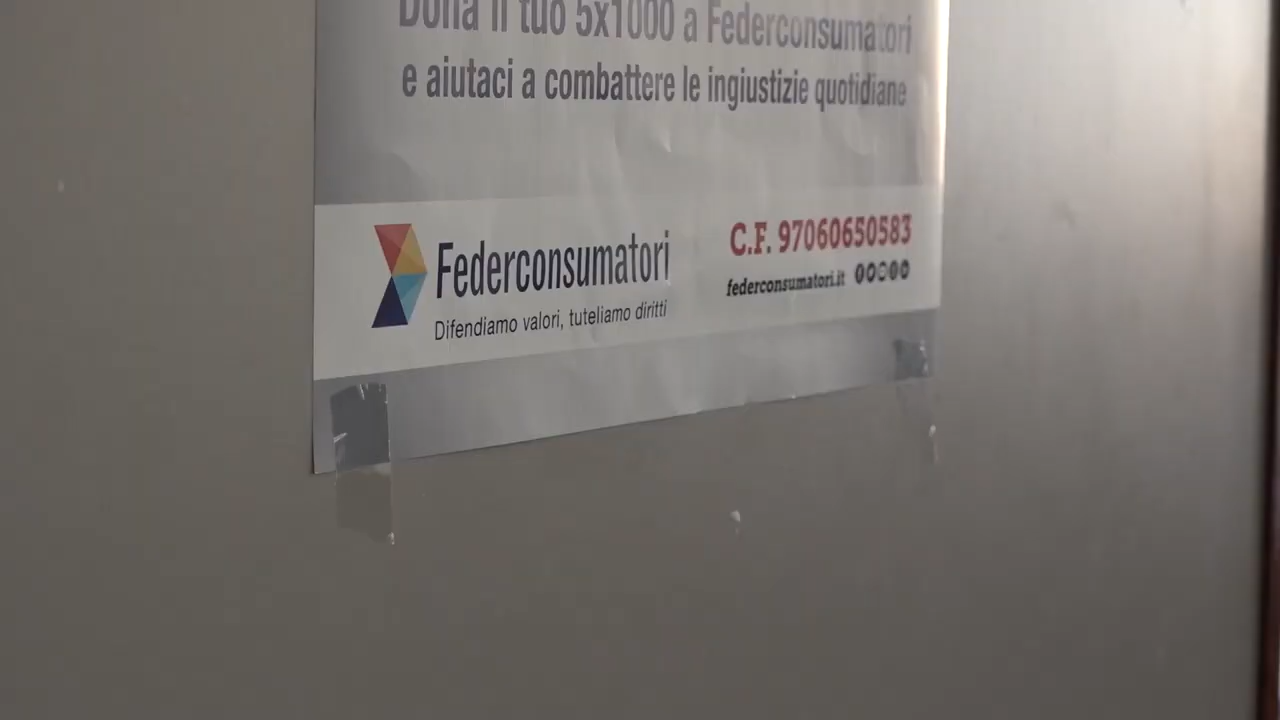 Dona il tuo 5x1000 a Federconsumatori
e aiutaci a combattere le ingiustizie quotidiane
Federconsumatori
Difendiamo valori, tuteliamo diritti
C.F. 97060650583
federconsumatori.it